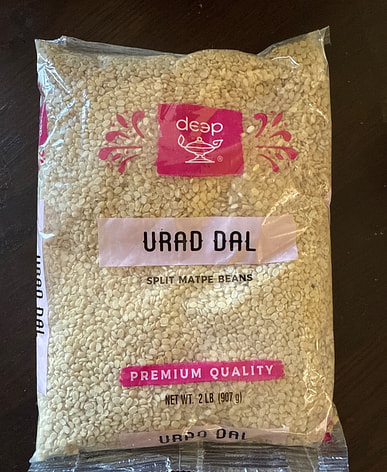 deep
®
URAD DAL
SPLIT MATPE BEANS
PREMIUM QUALITY
NET WT. 2 LB. (907 g)
URAD DAL
URAD DAL